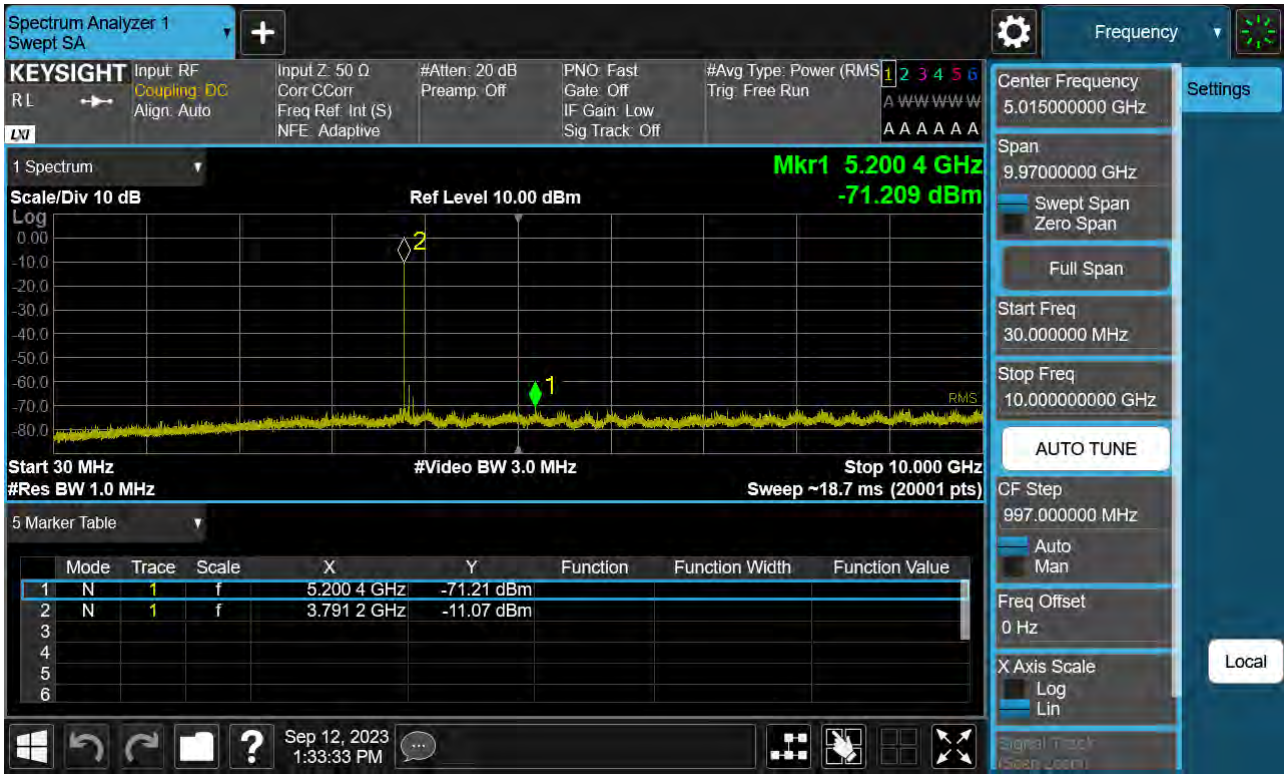 Spectrum Analyzer 1
Swept SA
+
Frequency
KEYSIGHT
RL
LXI
Input: RF
Coupling: DC
Align: Auto
Input Z: 50 Ω
Corr CCorr
Freq Ref: Int (S)
NFE: Adaptive
#Atten: 20 dB
Preamp: Off
PNO: Fast
Gate: Off
IF Gain: Low
Sig Track: Off
#Avg Type: Power (RMS
Trig: Free Run
1 2 3 4 5 6
A W W W W W
A A A A A A
1 Spectrum
Scale/Div 10 dB
Ref Level 10.00 dBm
Mkr1 5.200 4 GHz
-71.209 dBm
Log
0.00
-10.0
-20.0
-30.0
-40.0
-50.0
-60.0
-70.0
-80.0
2
1
RMS
Start 30 MHz
#Video BW 3.0 MHz
Stop 10.000 GHz
#Res BW 1.0 MHz
Sweep ~18.7 ms (20001 pts)
5 Marker Table
Mode Trace Scale X Y Function Function Width Function Value
1 N 1 f 5.200 4 GHz -71.21 dBm
2 N 1 f 3.791 2 GHz -11.07 dBm
3
4
5
6
Sep 12, 2023
1:33:33 PM
?
Center Frequency
5.015000000 GHz
Span
9.97000000 GHz
Swept Span
Zero Span
Full Span
Start Freq
30.000000 MHz
Stop Freq
10.000000000 GHz
AUTO TUNE
CF Step
997.000000 MHz
Auto
Man
Freq Offset
0 Hz
X Axis Scale
Log
Lin
Signal Track
(Span Zoom)
Settings
Local